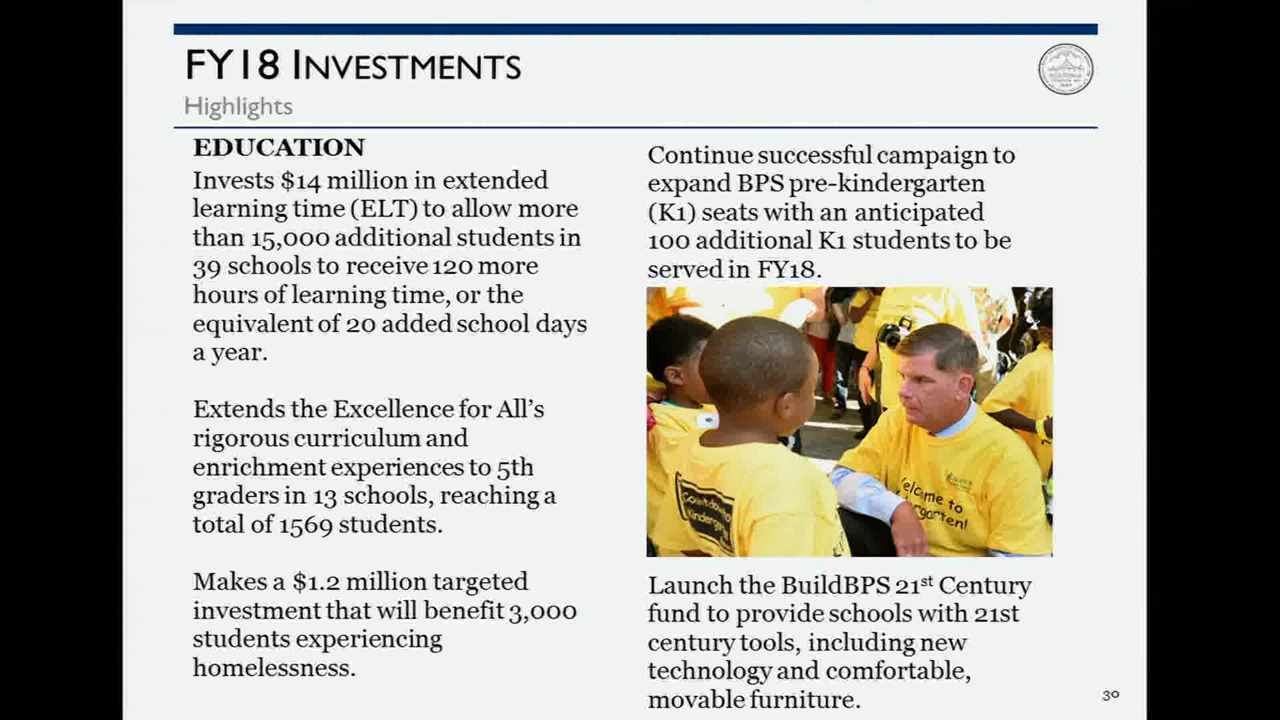 FY18 INVESTMENTS
Highlights
EDUCATION
Invests $14 million in extended
learning time (ELT) to allow more
than 15,000 additional students in
39 schools to receive 120 more
hours of learning time, or the
equivalent of 20 added school days
a year.
Extends the Excellence for All’s
rigorous curriculum and
enrichment experiences to 5th
graders in 13 schools, reaching a
total of 1569 students.
Makes a $1.2 million targeted
investment that will benefit 3,000
students experiencing
homelessness.
Continue successful campaign to
expand BPS pre-kindergarten
(K1) seats with an anticipated
100 additional K1 students to be
served in FY18.
Countdown to
Kindergarten
Welcome to
Kindergarten!
Launch the BuildBPS 21st Century
fund to provide schools with 21st
century tools, including new
technology and comfortable,
movable furniture.
30